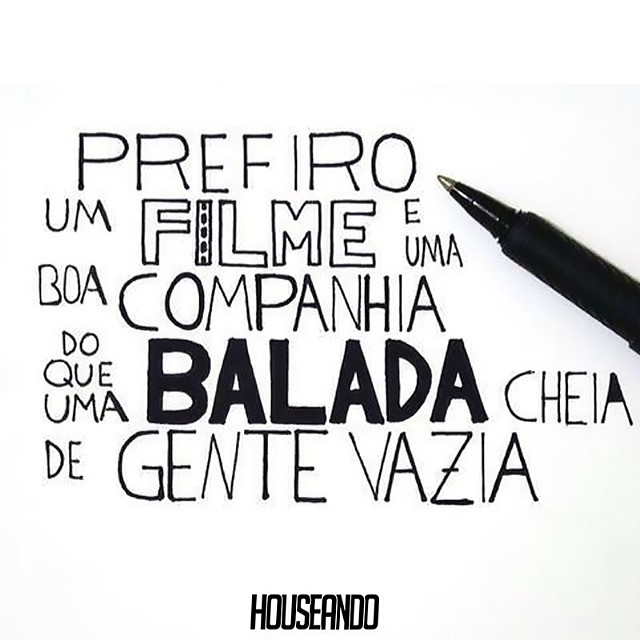 PREFIRO
UM FILME E UMA
BOA COMPANHIA
DO QUE UMA BALADA CHEIA
DE GENTE VAZIA
HOUSEANDO